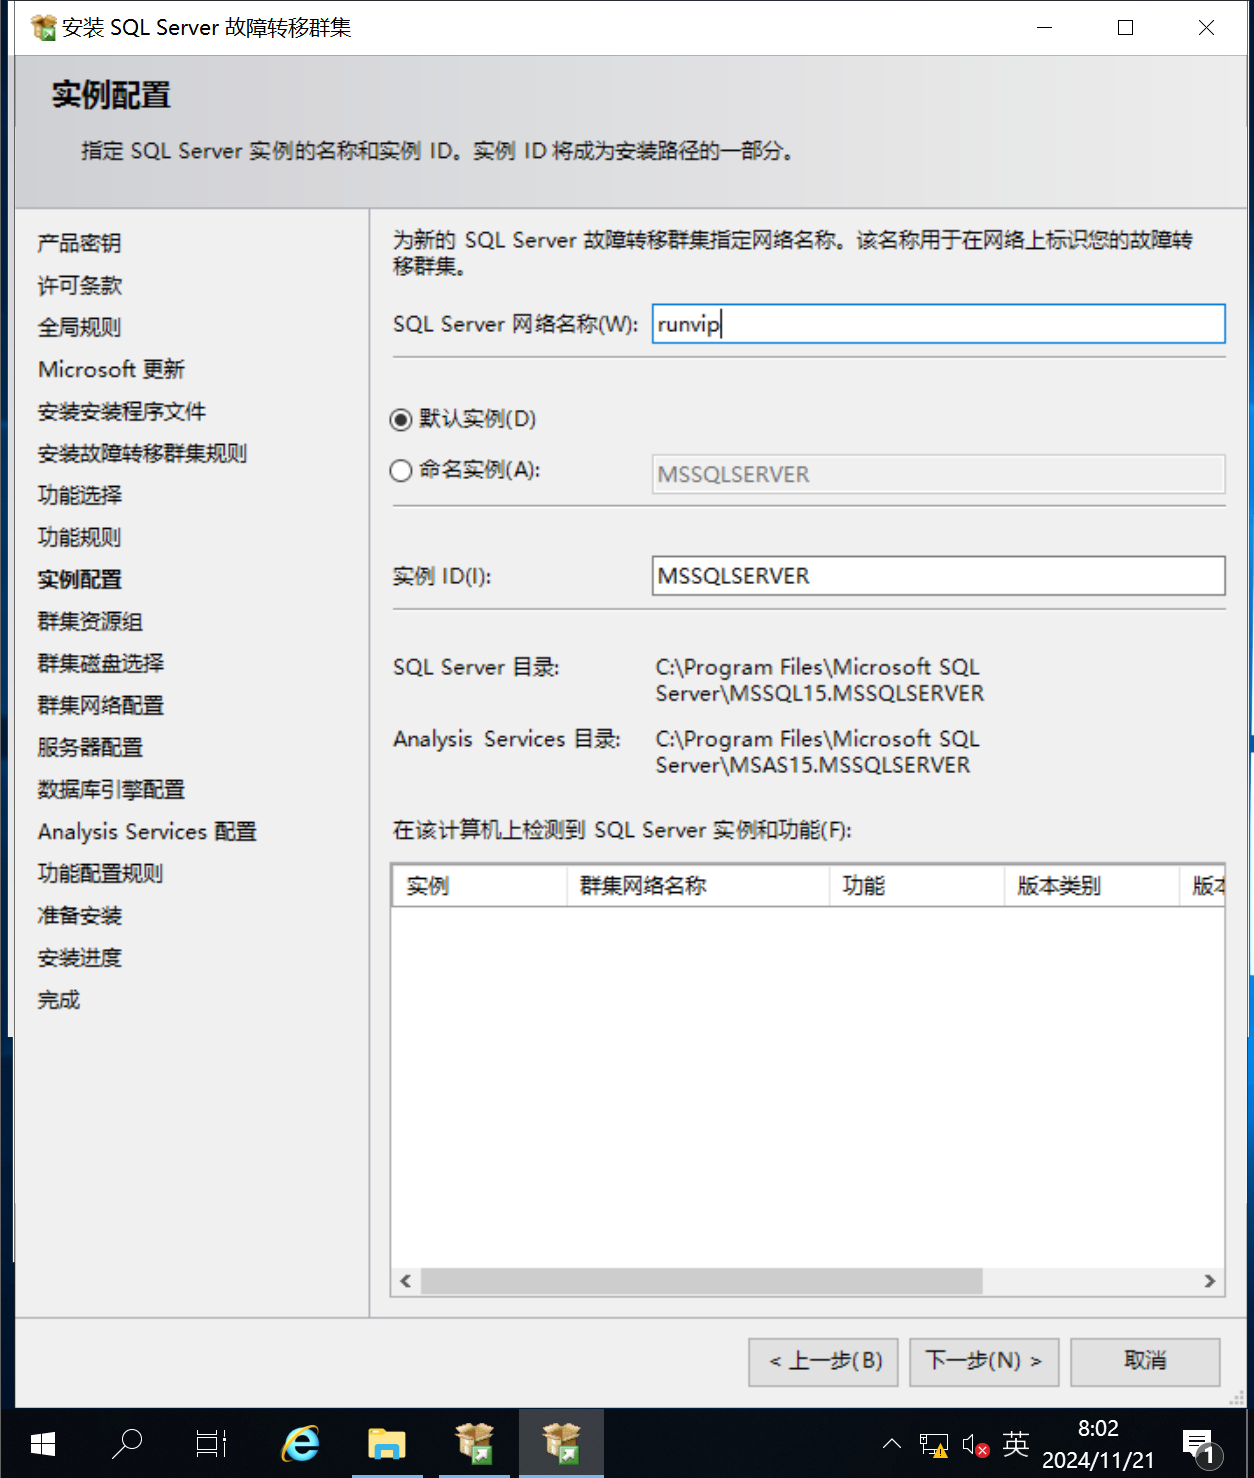 安装 SQL Server 故障转移群集
实例配置
指定 SQL Server 实例的名称和实例 ID。实例 ID 将成为安装路径的一部分。
产品密钥
许可条款
全局规则
Microsoft 更新
安装安装程序文件
安装故障转移群集规则
功能选择
功能规则
实例配置
群集资源组
群集磁盘选择
群集网络配置
服务器配置
数据库引擎配置
Analysis Services 配置
功能配置规则
准备安装
安装进度
完成
为新的 SQL Server 故障转移群集指定网络名称。该名称用于在网络上标识您的故障转
移群集。
SQL Server 网络名称(W): runvip
默认实例(D)
命名实例(A): MSSQLSERVER
实例 ID(I): MSSQLSERVER
SQL Server 目录: C:\Program Files\Microsoft SQL
Server\MSSQL15.MSSQLSERVER
Analysis Services 目录: C:\Program Files\Microsoft SQL
Server\MSAS15.MSSQLSERVER
在该计算机上检测到 SQL Server 实例和功能(F):
实例 群集网络名称 功能 版本类别 版本
< 上一步(B) 下一步(N) > 取消
英 8:02 1
2024/11/21